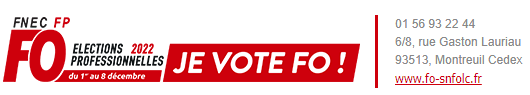 FNEC FP
FO
ELECTIONS 2022
PROFESSIONNELLES
du 1er au 8 décembre
JE VOTE FO !
01 56 93 22 44
6/8, rue Gaston Lauriau
93513, Montreuil Cedex
www.fo-snfolc.fr